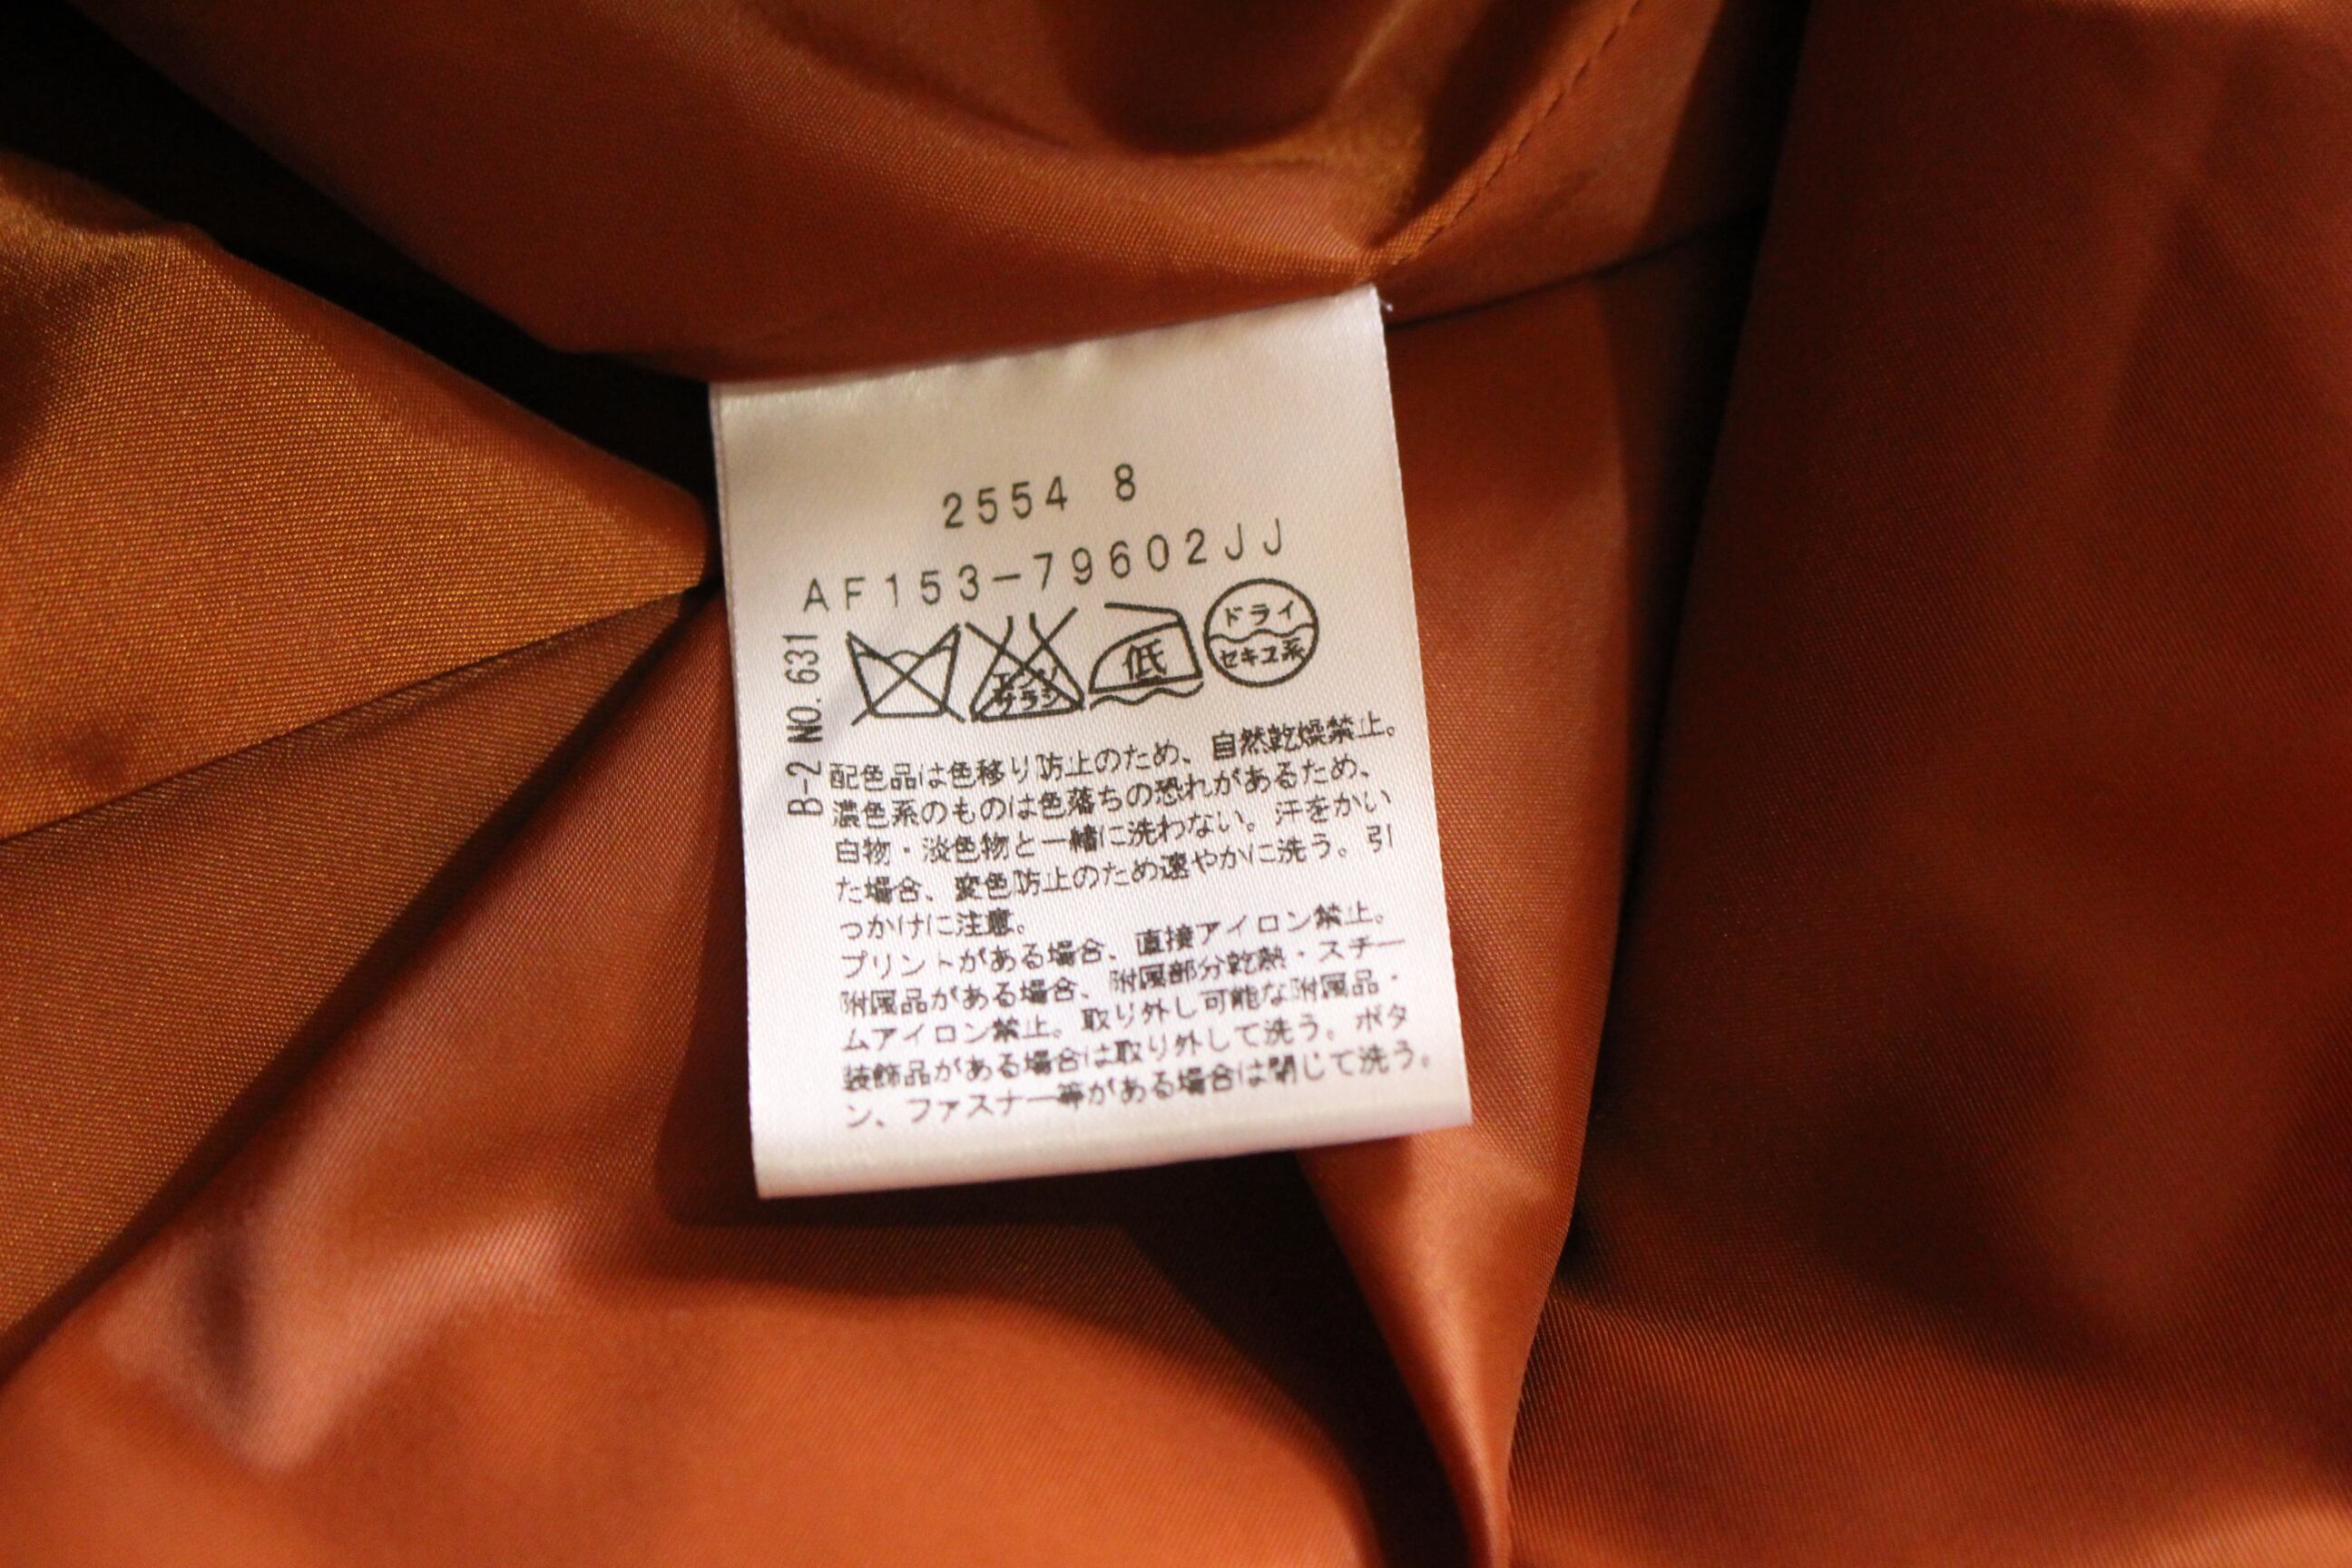 2554 8
AF153-79602JJ
B-2 NO.631
エンソ
サラシ
低
ドライ
セキユ系
配色品は色移り防止のため、自然乾燥禁止。
濃色系のものは色落ちの恐れがあるため、
白物・淡色物と一緒に洗わない。汗をかい
た場合、変色防止のため速やかに洗う。引
っかけに注意。
プリントがある場合、直接アイロン禁止。
附属品がある場合、附属部分乾熱・スチー
ムアイロン禁止。取り外し可能な附属品・
装飾品がある場合は取り外して洗う。ボタ
ン、ファスナー等がある場合は閉じて洗う。